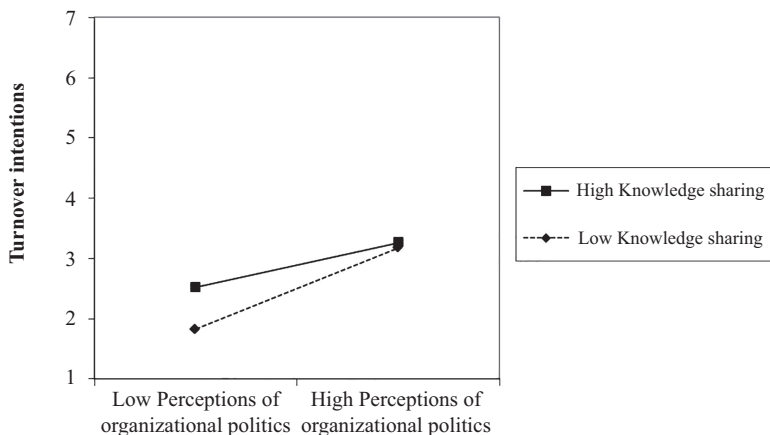 7
6
5
4
3
2
1
Turnover intentions
Low Perceptions of
organizational politics
High Perceptions of
organizational politics
High Knowledge sharing
Low Knowledge sharing